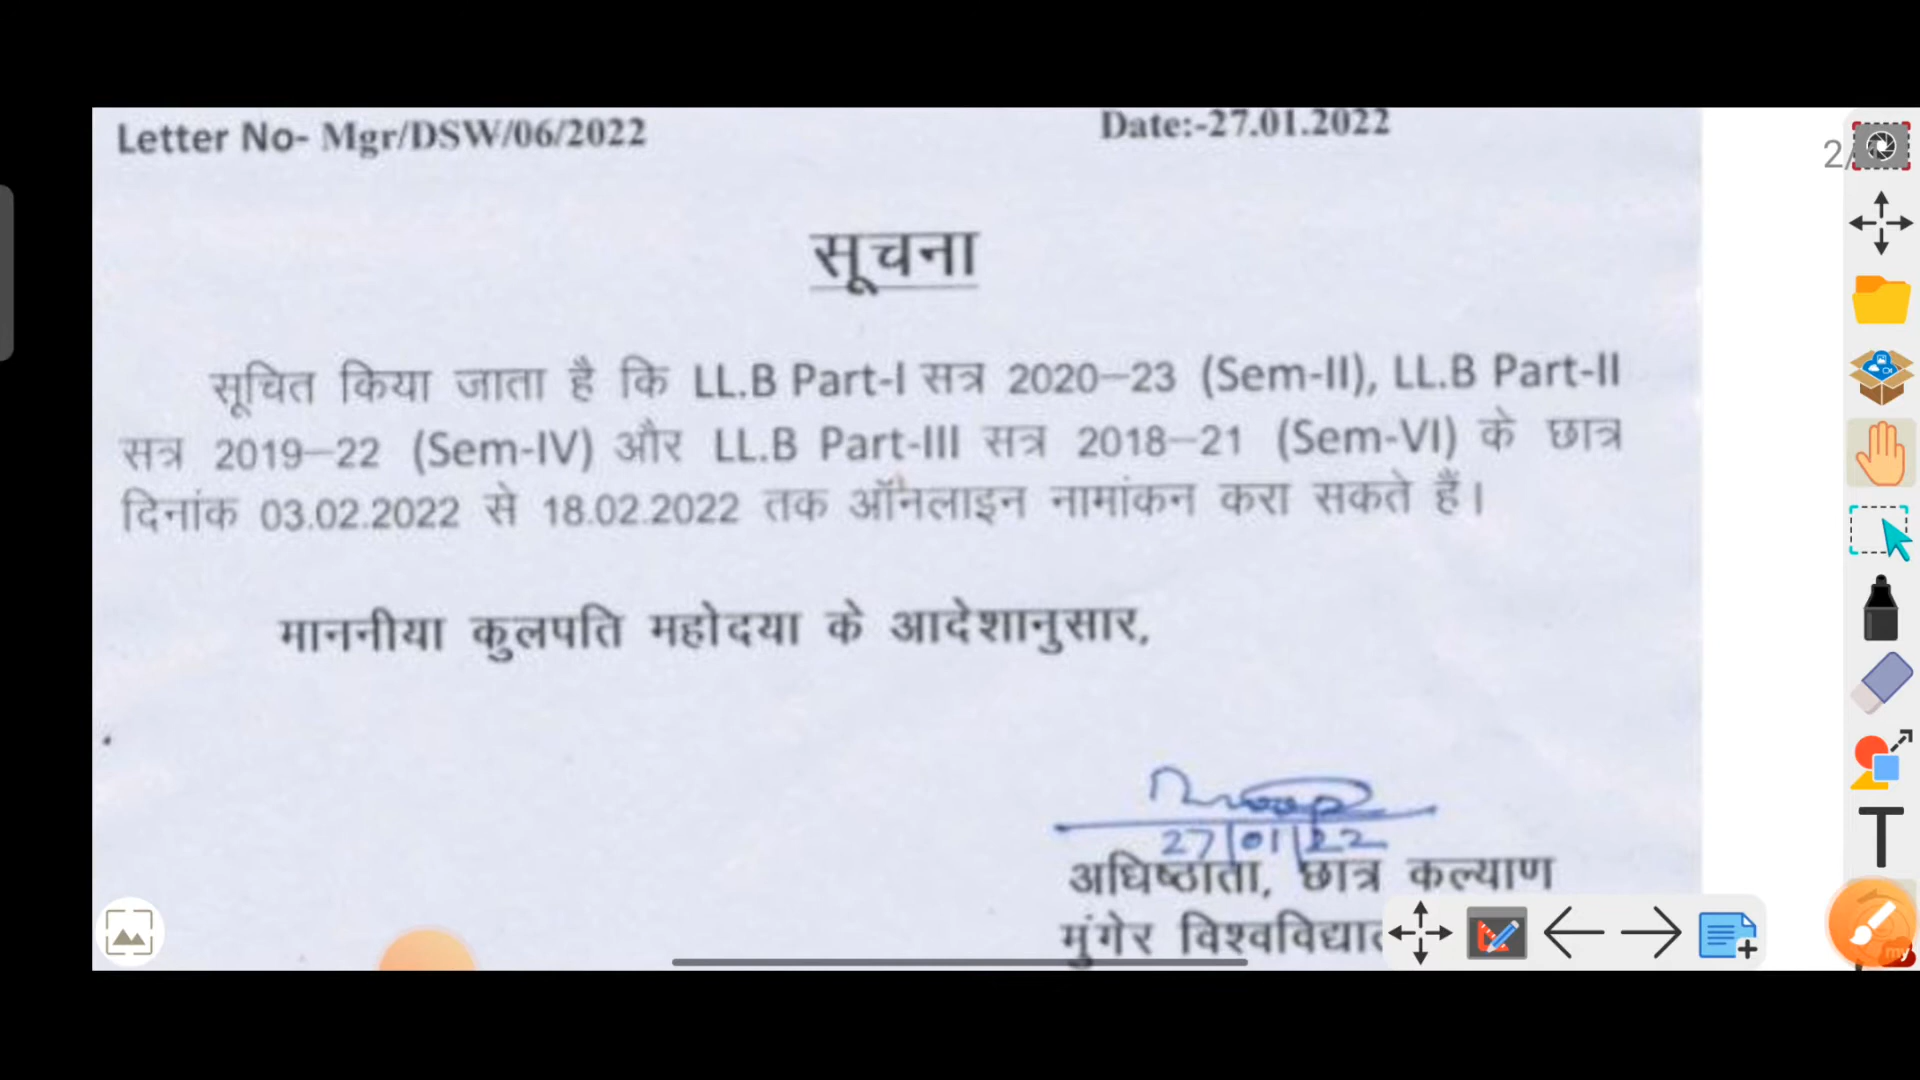 Letter No- Mgr/DSW/06/2022 Date:-27.01.2022
2/
सूचना
सूचित किया जाता है कि LL.B Part-I सत्र 2020–23 (Sem-II), LL.B Part-II
सत्र 2019–22 (Sem-IV) और LL.B Part-III सत्र 2018–21 (Sem-VI) के छात्र
दिनांक 03.02.2022 से 18.02.2022 तक ऑनलाइन नामांकन करा सकते हैं।
माननीया कुलपति महोदया के आदेशानुसार,
27/01/22
अधिष्ठाता, छात्र कल्याण
मुंगेर
T
my